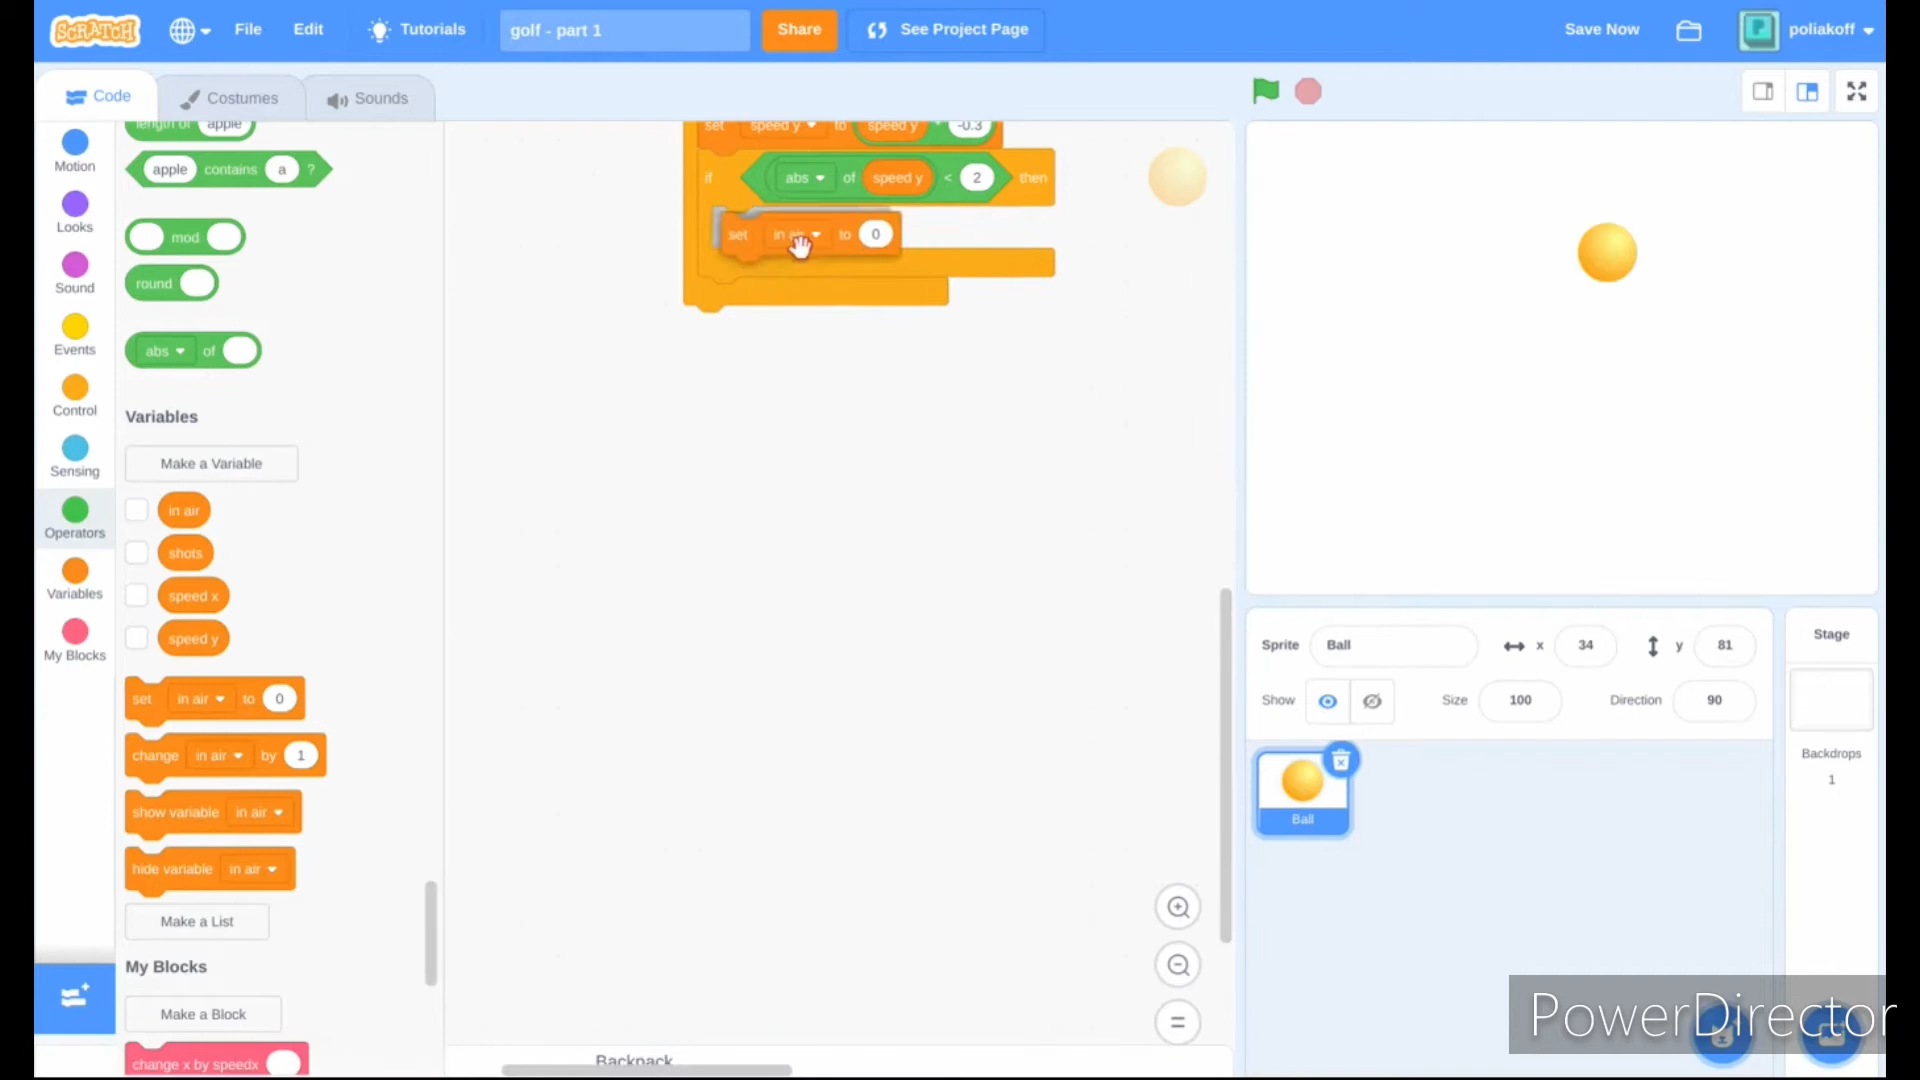 SCRATCH File Edit Tutorials golf - part 1 Share See Project Page Save Now poliakoff
Code Costumes Sounds
Motion
Looks
Sound
Events
Control
Sensing
Operators
Variables
My Blocks
length of apple
apple contains a ?
mod
round
abs of
Variables
Make a Variable
in air
shots
speed x
speed y
set in air to 0
change in air by 1
show variable in air
hide variable in air
Make a List
My Blocks
Make a Block
change x by speedx
set speed y to speed y * -0.3
if abs of speed y < 2 then
set in air to 0
Backpack
Sprite Ball x 34 y 81
Show Size 100 Direction 90
Ball
Stage
Backdrops
1
PowerDirector